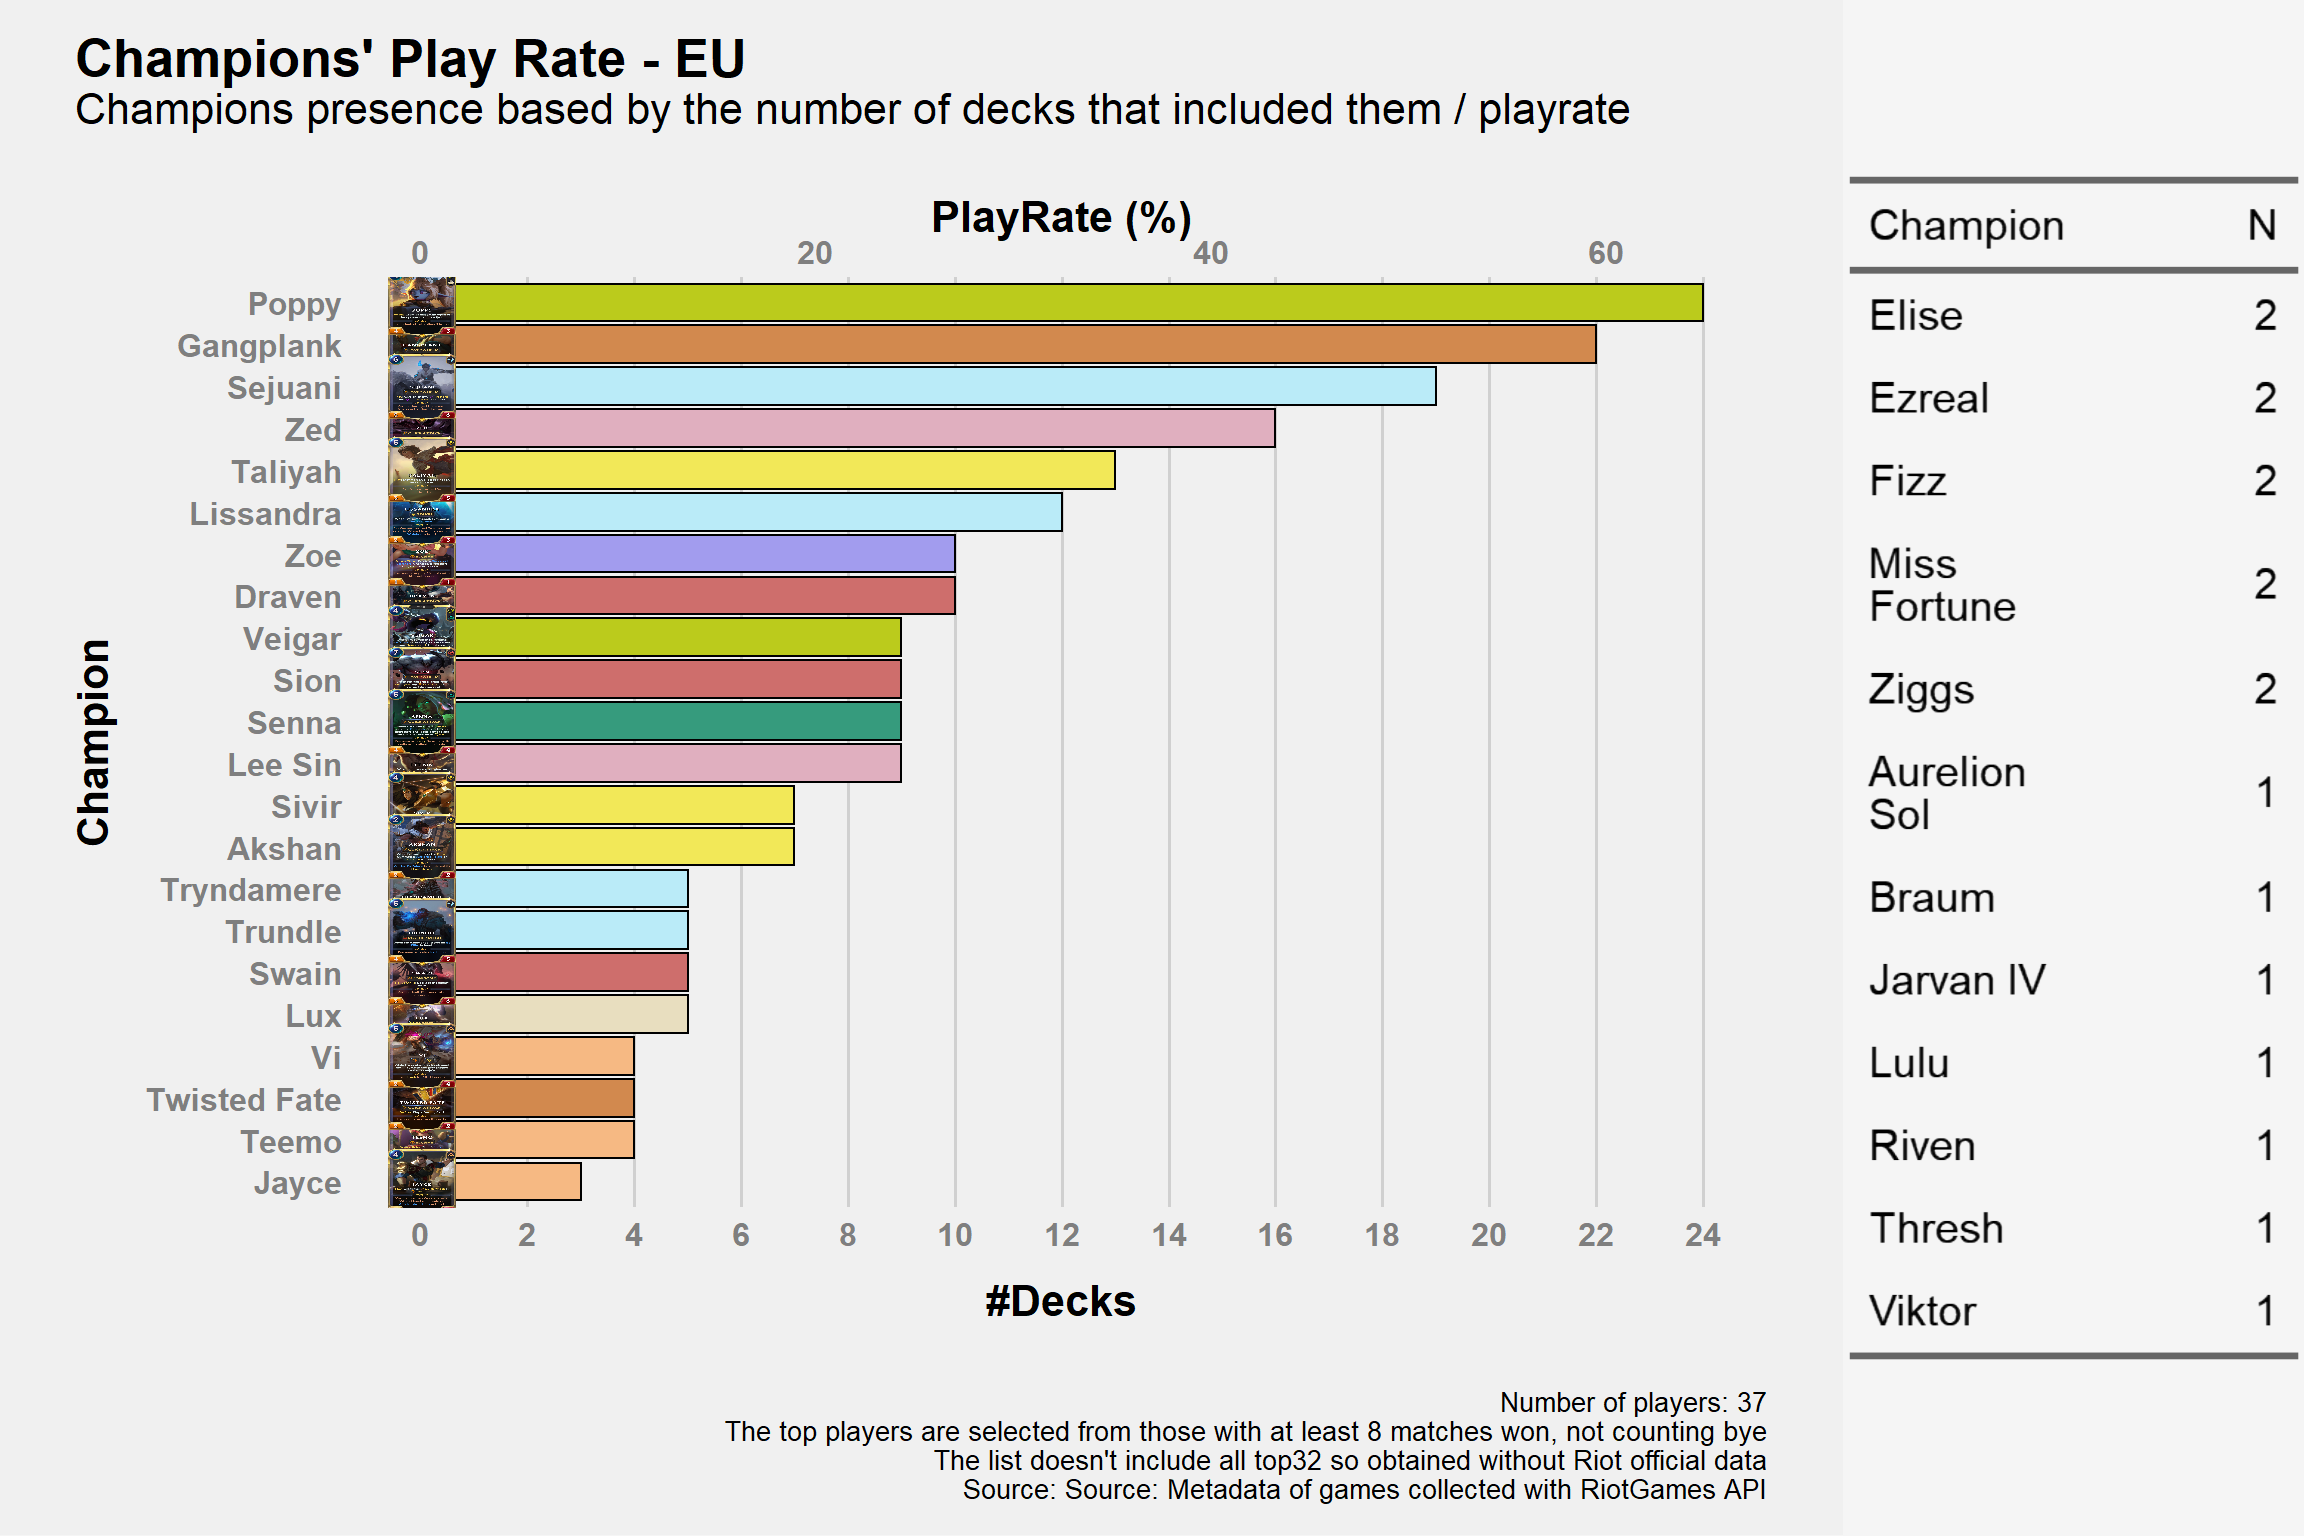 Champions' Play Rate - EU
Champions presence based by the number of decks that included them / playrate
PlayRate (%)
0 20 40 60
Champion
Poppy
Gangplank
Sejuani
Zed
Taliyah
Lissandra
Zoe
Draven
Veigar
Sion
Senna
Lee Sin
Sivir
Akshan
Tryndamere
Trundle
Swain
Lux
Vi
Twisted Fate
Teemo
Jayce
0 2 4 6 8 10 12 14 16 18 20 22 24
#Decks
Number of players: 37
The top players are selected from those with at least 8 matches won, not counting bye
The list doesn't include all top32 so obtained without Riot official data
Source: Source: Metadata of games collected with RiotGames API
Champion N
Elise 2
Ezreal 2
Fizz 2
Miss
Fortune 2
Ziggs 2
Aurelion
Sol 1
Braum 1
Jarvan IV 1
Lulu 1
Riven 1
Thresh 1
Viktor 1